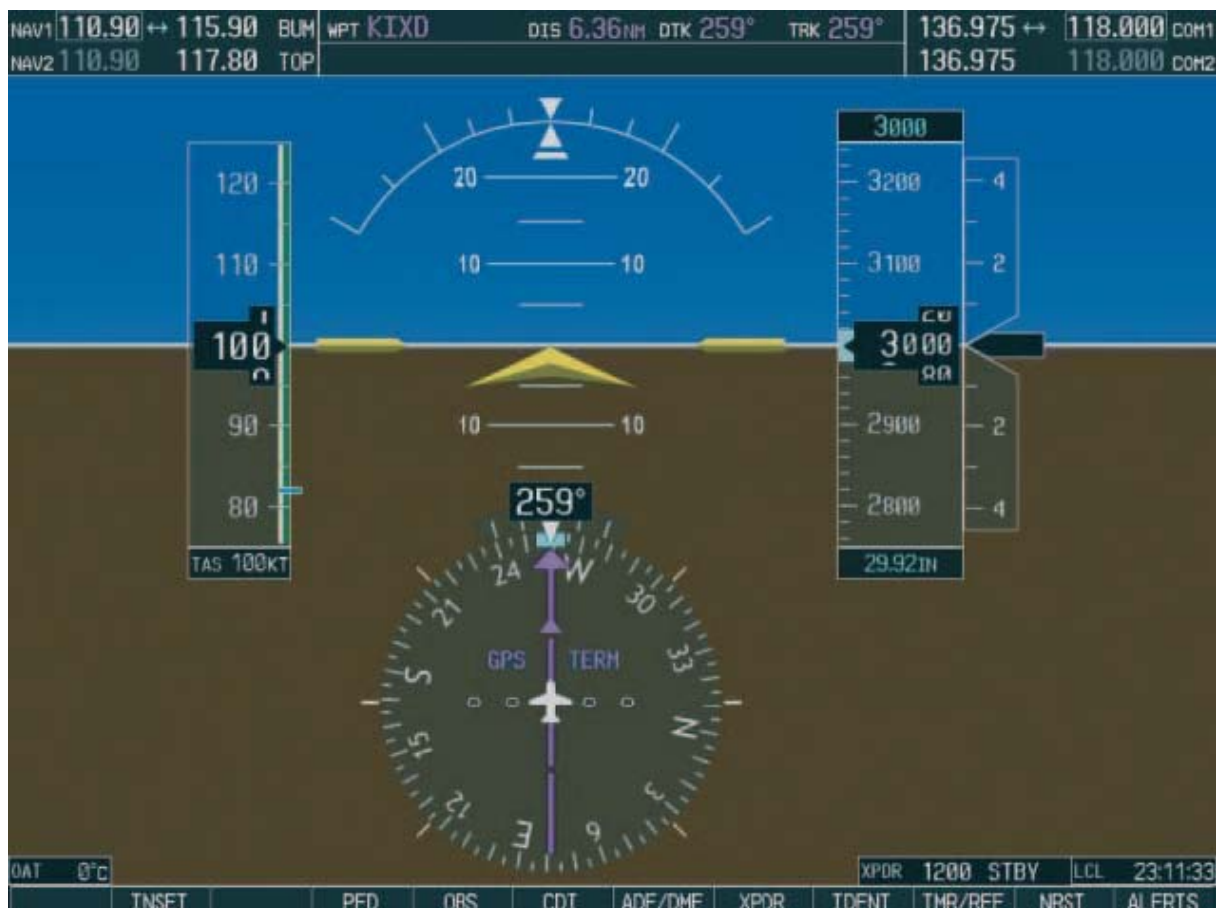 NAV1 110.90 ↔ 115.90 BUM
NAV2 110.90 117.80 TOP
WPT KIXD DIS 6.36NM DTK 259° TRK 259°
136.975 ↔ 118.000 COM1
136.975 118.000 COM2
120
110
100
90
80
TAS 100KT
20 20
10 10
10 10
3000
3200
3100
3000
80
2900
2800
29.92IN
4
2
2
4
259°
24 W 30 33 N 3 6 E 12 15 S 21
GPS TERM
OAT 0°C
XPDR 1200 STBY LCL 23:11:33
INSET PFD OBS CDI ADF/DME XPDR IDENT TMR/REF NRST ALERTS